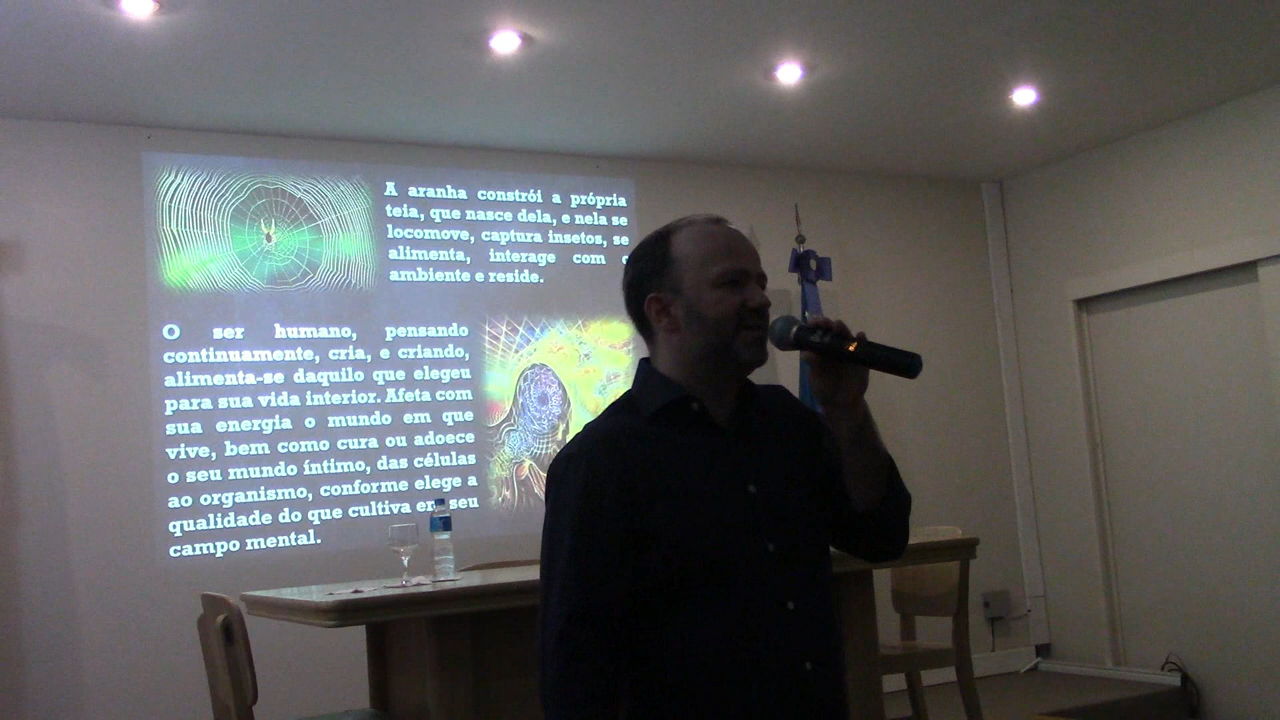 A aranha constrói a própria
teia, que nasce dela, e nela se
locomove, captura insetos, se
alimenta, interage com
ambiente e reside.
O ser humano, pensando
continuamente, cria, e criando,
alimenta-se daquilo que elegeu
para sua vida interior. Afeta com
sua energia o mundo em que
vive, bem como cura ou adoece
o seu mundo íntimo, das células
ao organismo, conforme elege a
qualidade do que cultiva em seu
campo mental.